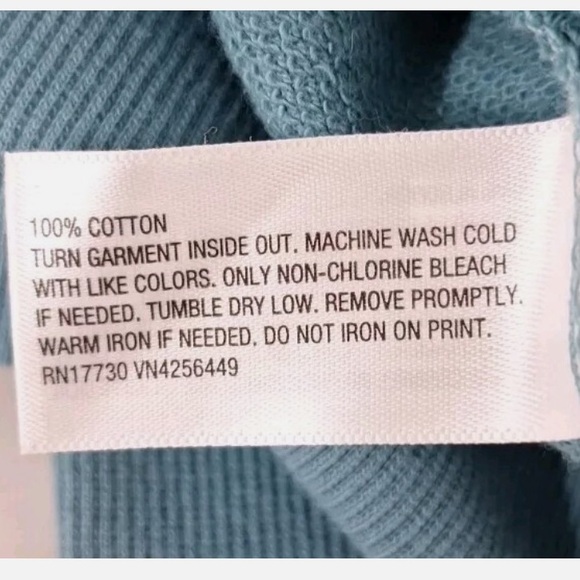 100% COTTON
TURN GARMENT INSIDE OUT. MACHINE WASH COLD
WITH LIKE COLORS. ONLY NON-CHLORINE BLEACH
IF NEEDED. TUMBLE DRY LOW. REMOVE PROMPTLY.
WARM IRON IF NEEDED. DO NOT IRON ON PRINT.
RN17730 VN4256449